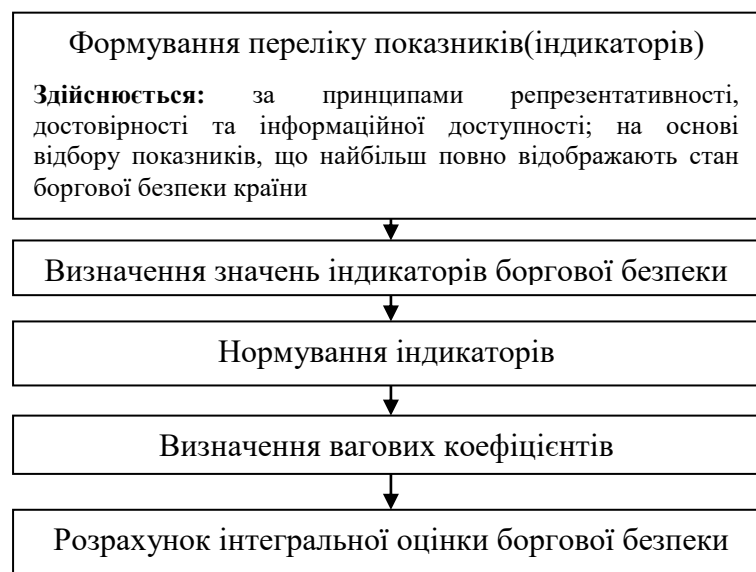 Формування переліку показників(індикаторів)
Здійснюється: за принципами репрезентативності,
достовірності та інформаційної доступності; на основі
відбору показників, що найбільш повно відображають стан
боргової безпеки країни
Визначення значень індикаторів боргової безпеки
Нормування індикаторів
Визначення вагових коефіцієнтів
Розрахунок інтегральної оцінки боргової безпеки